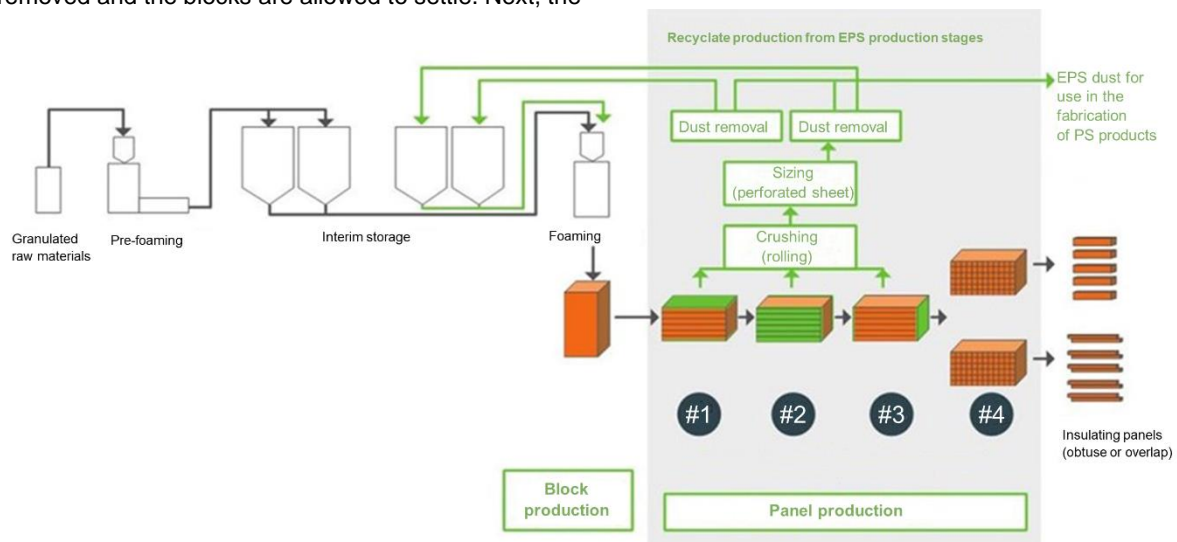 removed and the blocks are allowed to settle. Next, the
Recyclate production from EPS production stages
EPS dust for
use in the
fabrication
of PS products
Dust removal
Dust removal
Sizing
(perforated sheet)
Crushing
(rolling)
Granulated
raw materials
Pre-foaming
Interim storage
Foaming
#1
#2
#3
#4
Insulating panels
(obtuse or overlap)
Block
production
Panel production